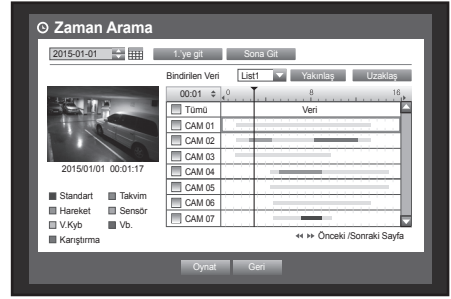 Zaman Arama
2015-01-01 1.'ye git Sona Git
Bindirilen Veri List1 Yakınlaş Uzaklaş
00:01 0 8 16
Tümü Veri
CAM 01
CAM 02
CAM 03
CAM 04
CAM 05
CAM 06
CAM 07
2015/01/01 00:01:17
Standart Takvim
Hareket Sensör
V.Kyb Vb.
Karıştırma
Önceki /Sonraki Sayfa
Oynat Geri